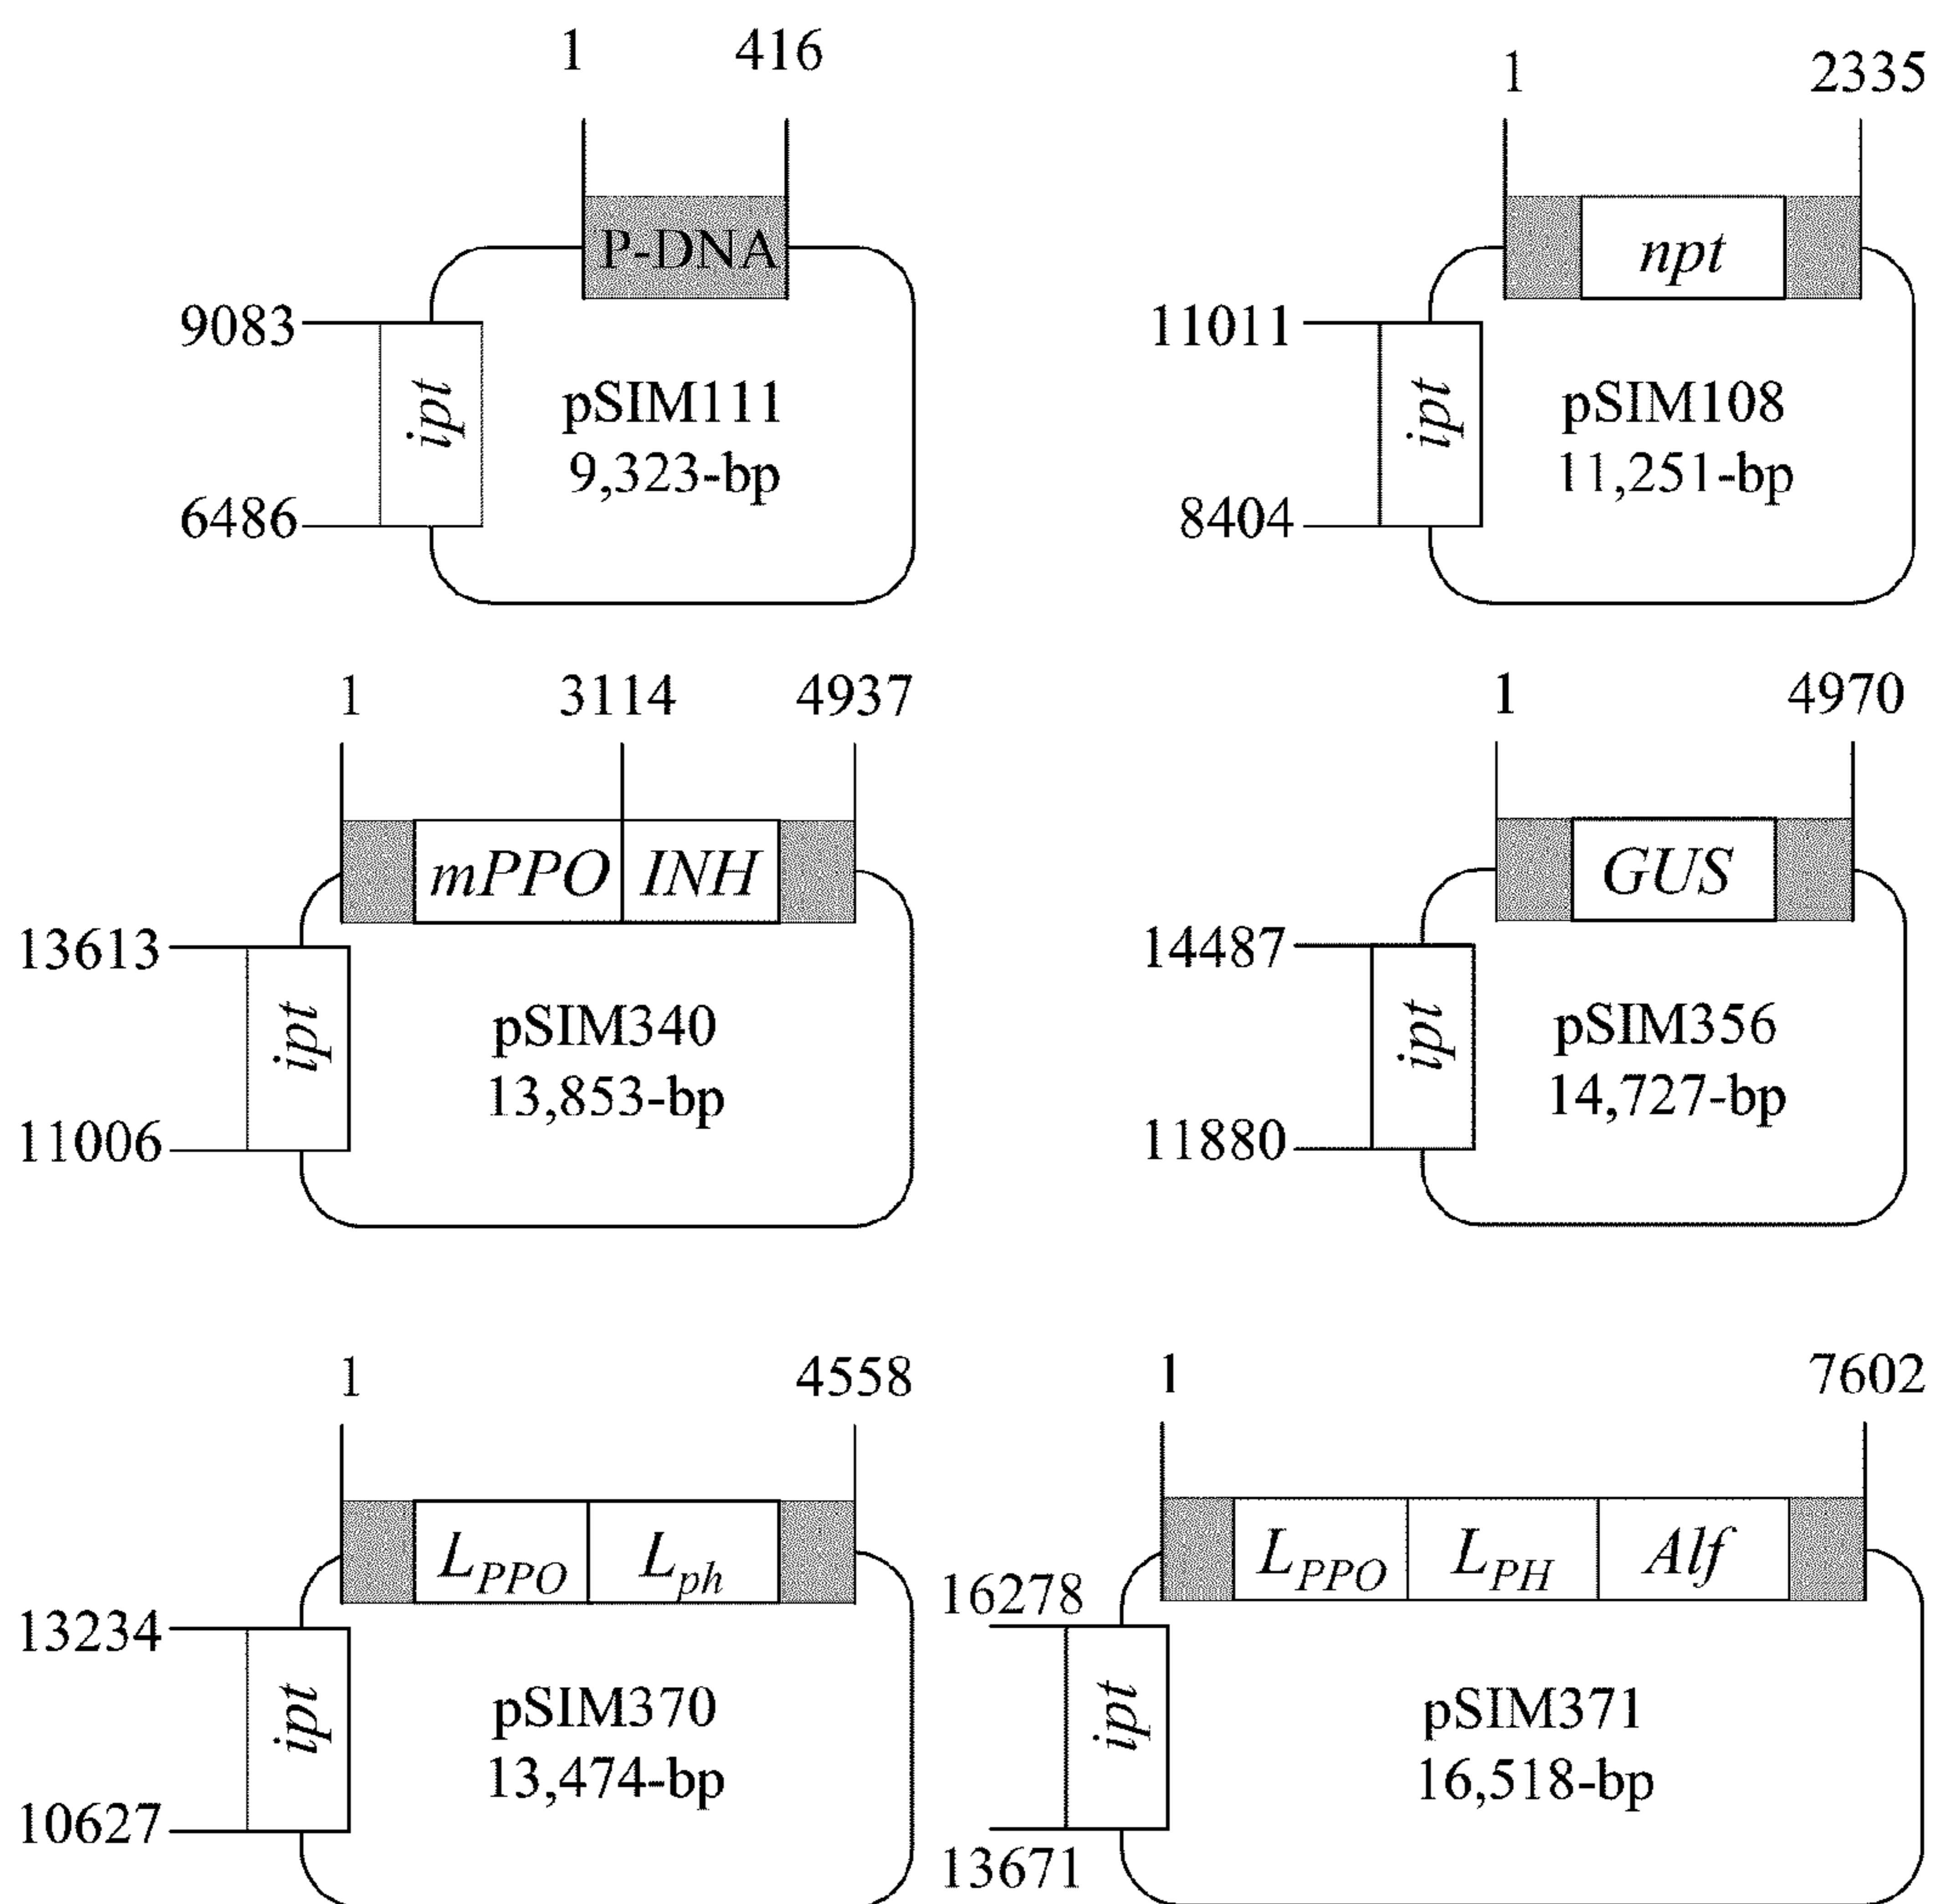 1 416
P-DNA
9083
ipt
6486
pSIM111
9,323-bp
1 2335
npt
11011
ipt
8404
pSIM108
11,251-bp
1 3114 4937
mPPO INH
13613
ipt
11006
pSIM340
13,853-bp
1 4970
GUS
14487
ipt
11880
pSIM356
14,727-bp
1 4558
LPPO Lph
13234
ipt
10627
pSIM370
13,474-bp
1 7602
LPPO LPH Alf
16278
ipt
13671
pSIM371
16,518-bp